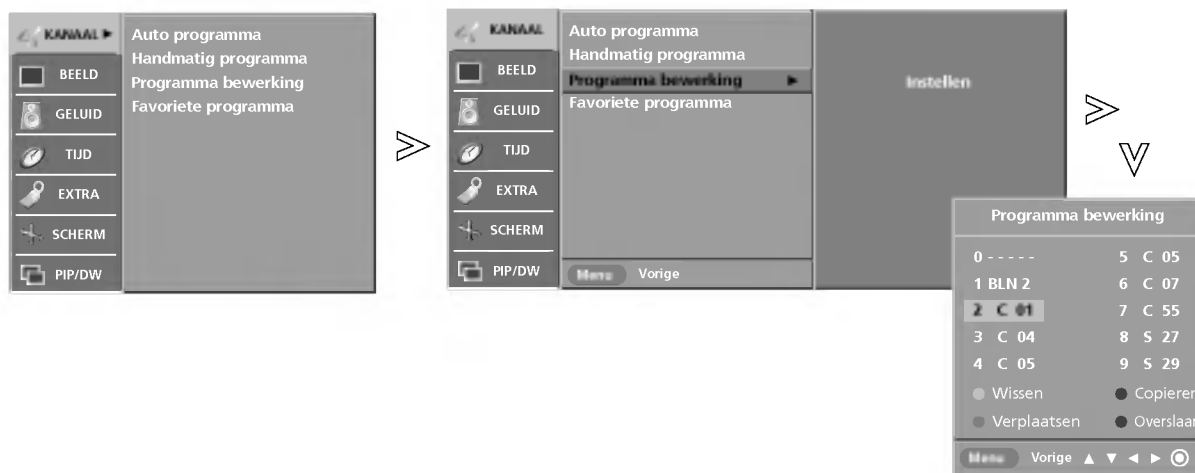 KANAAL
BEELD
GELUID
TIJD
EXTRA
SCHERM
PIP/DW
Auto programma
Handmatig programma
Programma bewerking
Favoriete programma
KANAAL
BEELD
GELUID
TIJD
EXTRA
SCHERM
PIP/DW
Auto programma
Handmatig programma
Programma bewerking
Favoriete programma
Menu Vorige
Instellen
Programma bewerking
0 - - - - - 5 C 05
1 BLN 2 6 C 07
2 C 01 7 C 55
3 C 04 8 S 27
4 C 05 9 S 29
Wissen Copieren
Verplaatsen Overslaan
Menu Vorige